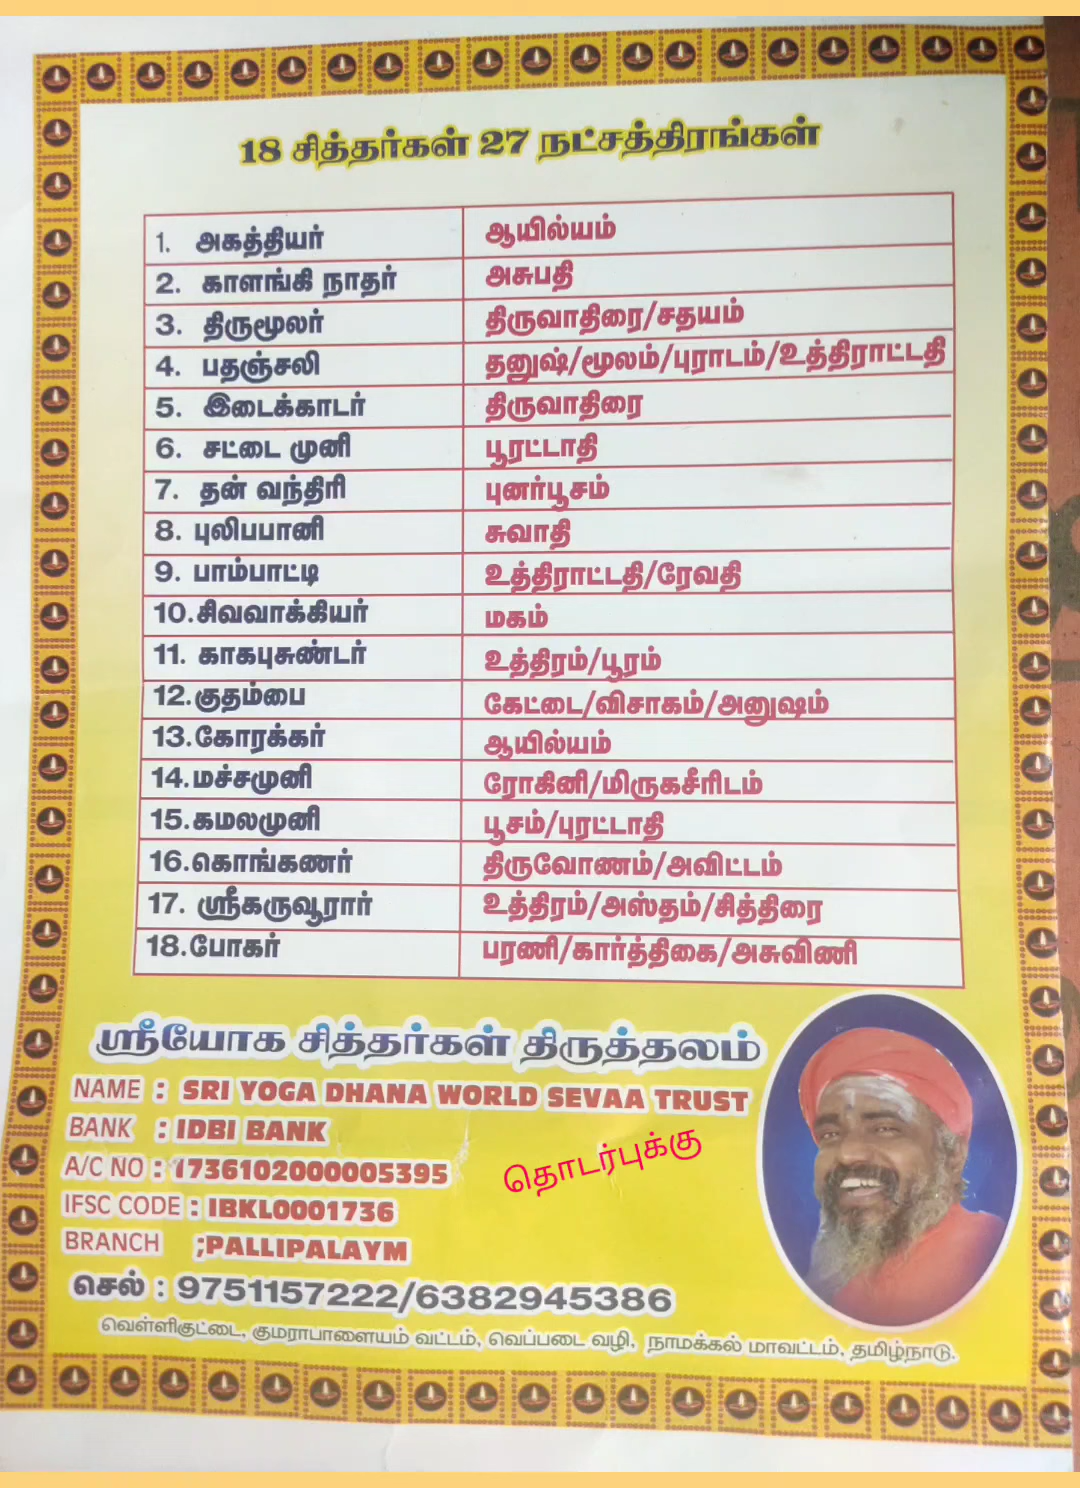 18 சித்தர்கள் 27 நட்சத்திரங்கள்
1. அகத்தியர் ஆயில்யம்
2. காளங்கி நாதர் அசுபதி
3. திருமூலர் திருவாதிரை/சதயம்
4. பதஞ்சலி தனுஷ்/மூலம்/புராடம்/உத்திராட்டதி
5. இடைக்காடர் திருவாதிரை
6. சட்டை முனி பூரட்டாதி
7. தன் வந்திரி புனர்பூசம்
8. புலிபபானி சுவாதி
9. பாம்பாட்டி உத்திராட்டதி/ரேவதி
10.சிவவாக்கியர் மகம்
11. காகபுசுண்டர் உத்திரம்/பூரம்
12.குதம்பை கேட்டை/விசாகம்/அனுஷம்
13.கோரக்கர் ஆயில்யம்
14.மச்சமுனி ரோகினி/மிருகசீரிடம்
15.கமலமுனி பூசம்/புரட்டாதி
16.கொங்கணர் திருவோணம்/அவிட்டம்
17. ஸ்ரீகருவூரார் உத்திரம்/அஸ்தம்/சித்திரை
18.போகர் பரணி/கார்த்திகை/அசுவிணி
ஸ்ரீயோக சித்தர்கள் திருத்தலம்
NAME : SRI YOGA DHANA WORLD SEVAA TRUST
BANK : IDBI BANK
A/C NO : 1736102000005395
தொடர்புக்கு
IFSC CODE : IBKL0001736
BRANCH ;PALLIPALAYM
செல் : 9751157222/6382945386
வெள்ளிகுட்டை, குமராபாளையம் வட்டம், வெப்படை வழி, நாமக்கல் மாவட்டம், தமிழ்நாடு.